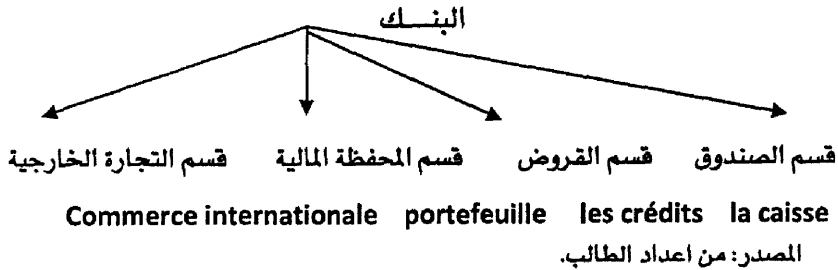 البنـــك
قسم الصندوق قسم القروض قسم المحفظة المالية قسم التجارة الخارجية
Commerce internationale portefeuille les crédits la caisse
المصدر: من اعداد الطالب.